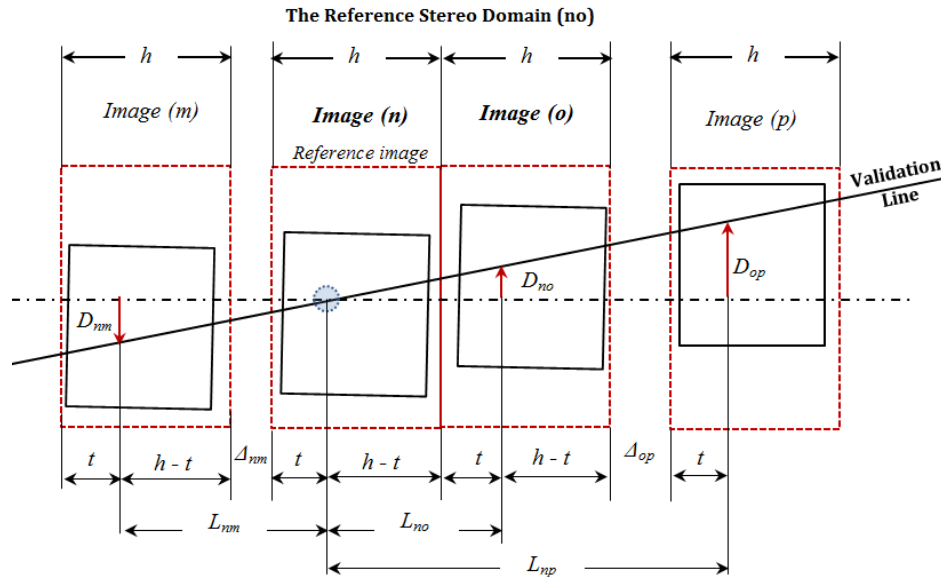 The Reference Stereo Domain (no)
h h h h
Image (m) Image (n) Image (o) Image (p)
Reference image
Validation
Line
D_nm D_no D_op
t h - t Δ_nm t h - t t h - t Δ_op t
L_nm L_no
L_np